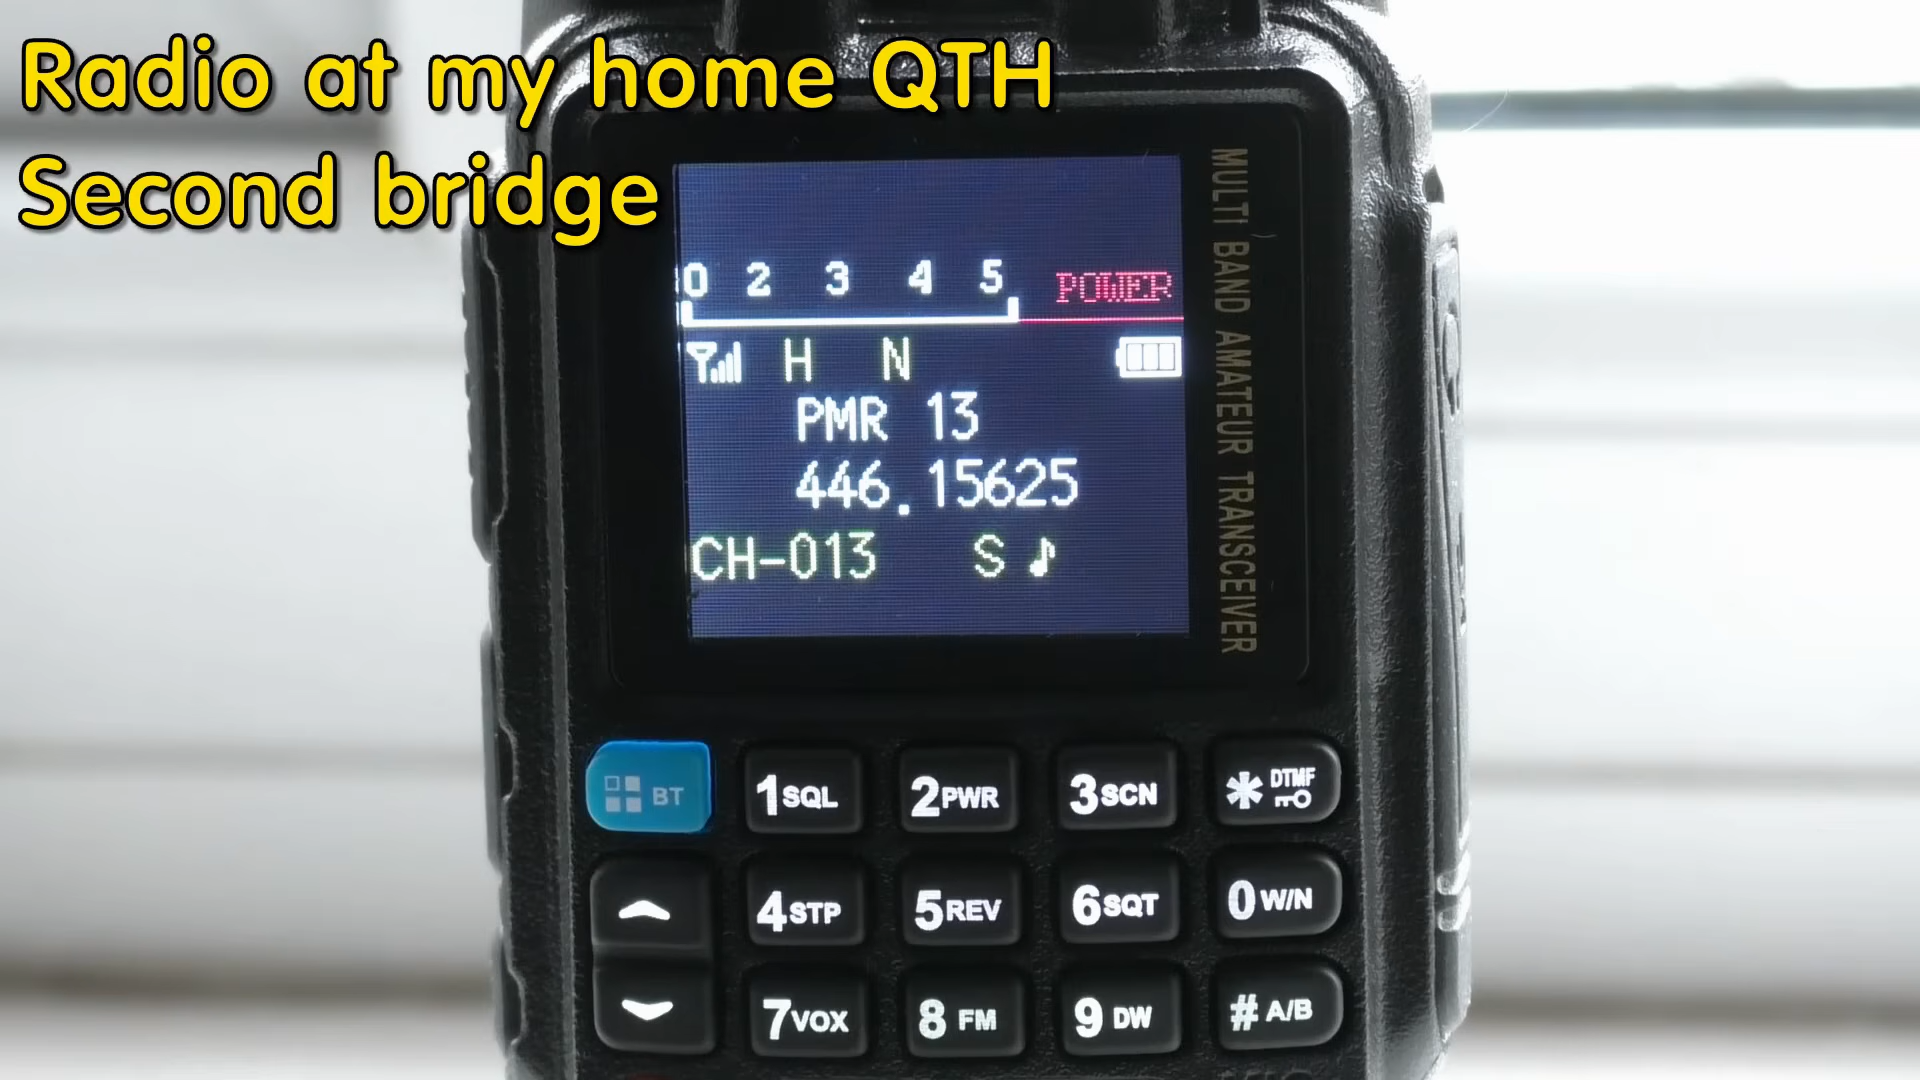 Radio at my home QTH
Second bridge
0 2 3 4 5 POWER
H N
PMR 13
446.15625
CH-013 S
MULTI BAND AMATEUR TRANSCEIVER
BT 1SQL 2PWR 3SCN * DTMF
4STP 5REV 6SQT 0W/N
7VOX 8 FM 9 DW # A/B